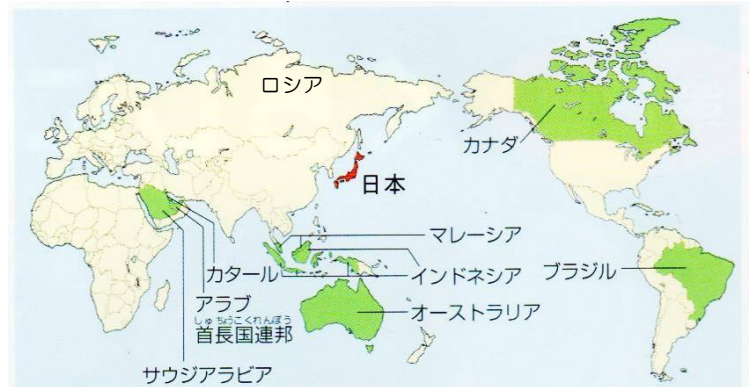 ロシア
カナダ
日本
マレーシア
カタール
インドネシア
ブラジル
アラブ
しゅちょうこくれんぽう
首長国連邦
オーストラリア
サウジアラビア